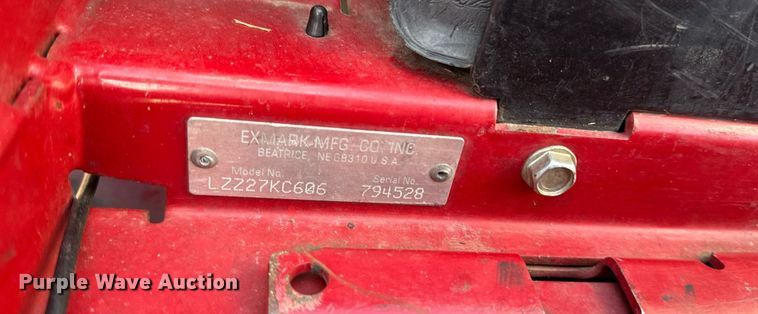 EXMARK MFG. CO. INC
BEATRICE, NE 68310 U.S.A.
Model No. Serial No.
LZZ27KC606 794528
Purple Wave Auction